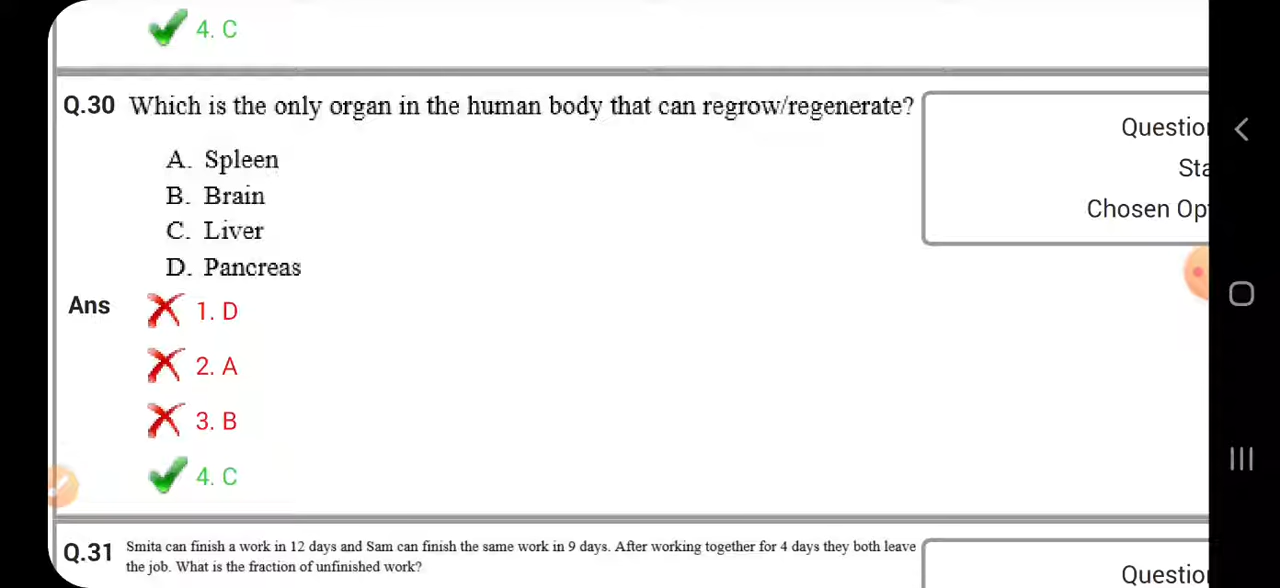 4. C
Q.30 Which is the only organ in the human body that can regrow/regenerate?
A. Spleen
B. Brain
C. Liver
D. Pancreas
Ans
1. D
2. A
3. B
4. C
Questio
Sta
Chosen Op
Q.31 Smita can finish a work in 12 days and Sam can finish the same work in 9 days. After working together for 4 days they both leave
the job. What is the fraction of unfinished work?
Questio